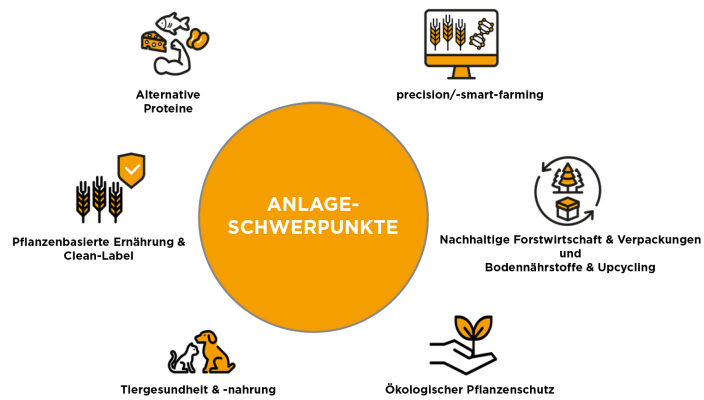 Alternative
Proteine
precision/-smart-farming
ANLAGE-
SCHWERPUNKTE
Pflanzenbasierte Ernährung &
Clean-Label
Nachhaltige Forstwirtschaft & Verpackungen
und
Bodennährstoffe & Upcycling
Tiergesundheit & -nahrung
Ökologischer Pflanzenschutz